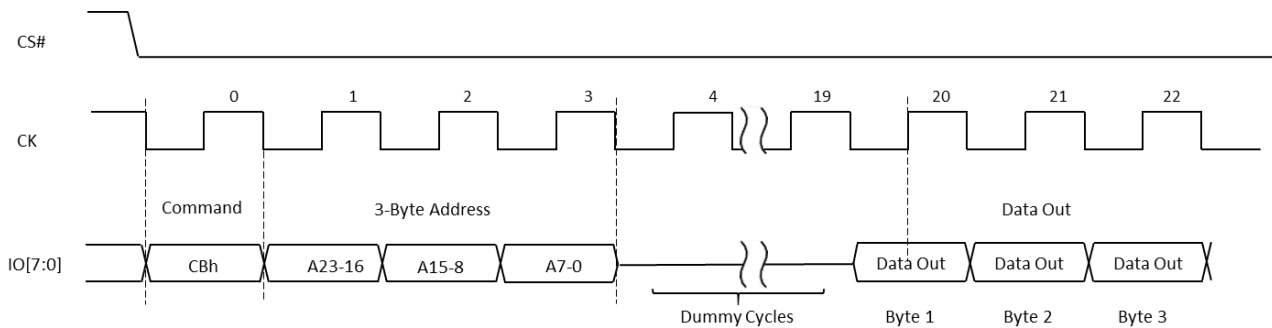 CS#
0 1 2 3 4 19 20 21 22
CK
Command 3-Byte Address Data Out
IO[7:0] CBh A23-16 A15-8 A7-0 Data Out Data Out Data Out
Dummy Cycles Byte 1 Byte 2 Byte 3